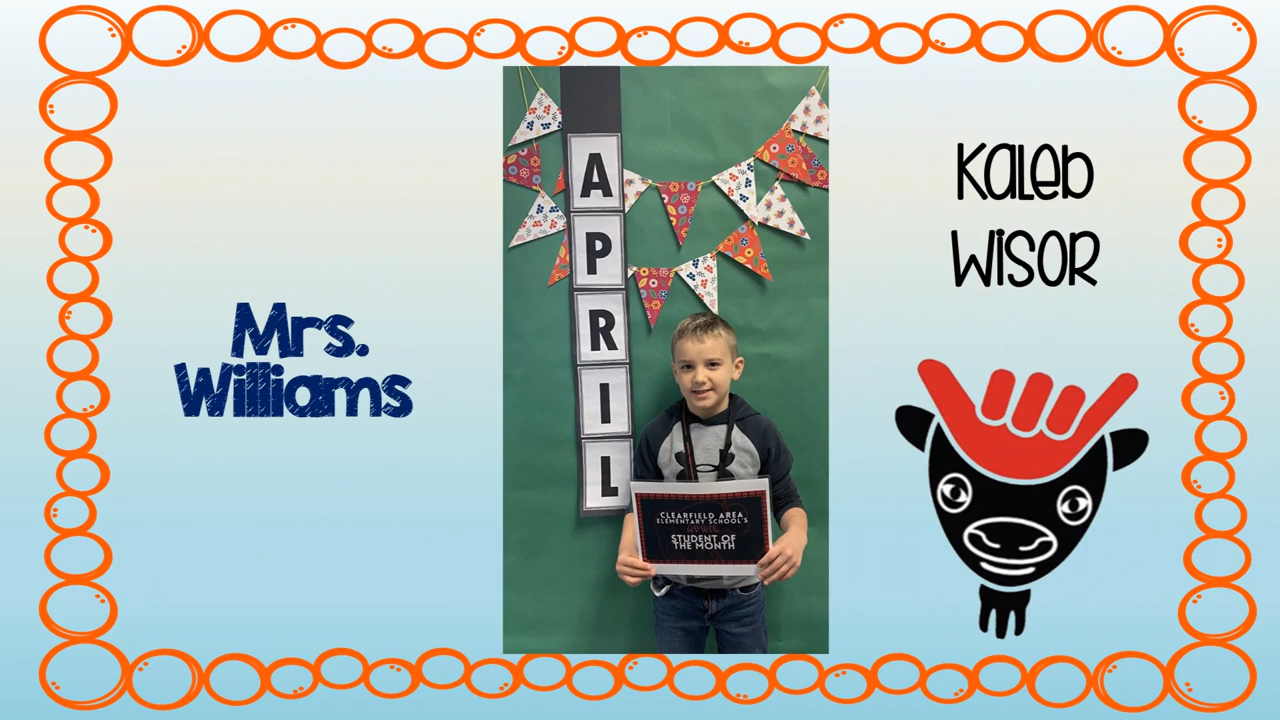 Mrs.
Williams
APRIL
CLEARFIELD AREA
ELEMENTARY SCHOOL'S
STUDENT OF
THE MONTH
Kaleb
Wisor